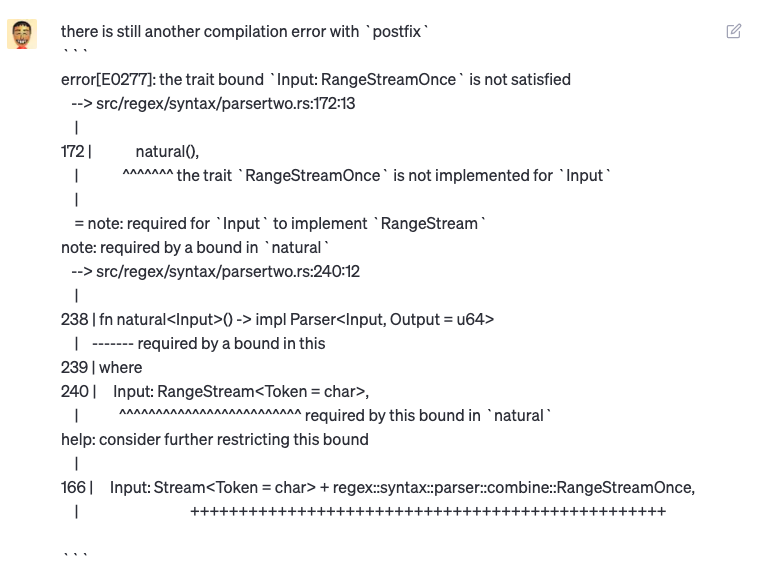 there is still another compilation error with `postfix`
```
error[E0277]: the trait bound `Input: RangeStreamOnce` is not satisfied
--> src/regex/syntax/parsertwo.rs:172:13
|
172 | natural(),
| ^^^^^^^ the trait `RangeStreamOnce` is not implemented for `Input`
|
= note: required for `Input` to implement `RangeStream`
note: required by a bound in `natural`
--> src/regex/syntax/parsertwo.rs:240:12
|
238 | fn natural<Input>() -> impl Parser<Input, Output = u64>
| ------- required by a bound in this
239 | where
240 | Input: RangeStream<Token = char>,
| ^^^^^^^^^^^^^^^^^^^^^^^^^ required by this bound in `natural`
help: consider further restricting this bound
|
166 | Input: Stream<Token = char> + regex::syntax::parser::combine::RangeStreamOnce,
| +++++++++++++++++++++++++++++++++++++++++++++++++
```